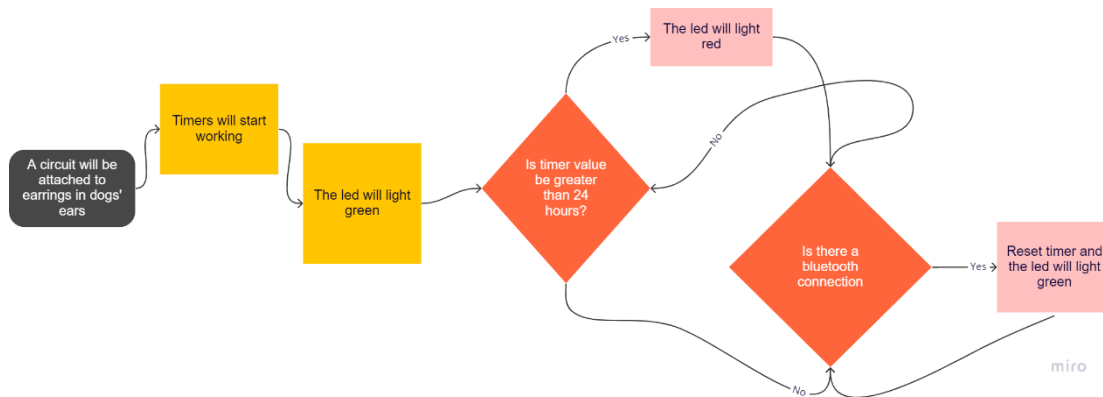 A circuit will be
attached to
earrings in dogs'
ears
Timers will start
working
The led will light
green
Is timer value
be greater
than 24
hours?
Yes
The led will light
red
No
No
Is there a
bluetooth
connection
Yes
Reset timer and
the led will light
green
miro